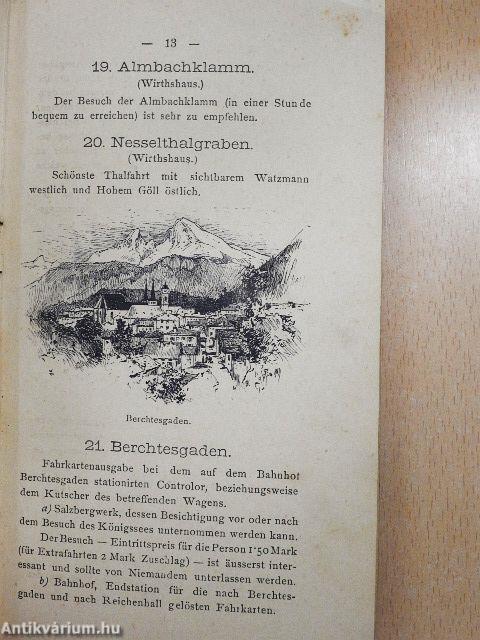 — 13 —
19. Almbachklamm.
(Wirthshaus.)
Der Besuch der Almbachklamm (in einer Stunde
bequem zu erreichen) ist sehr zu empfehlen.
20. Nesselthalgraben.
(Wirthshaus.)
Schönste Thalfahrt mit sichtbarem Watzmann
westlich und Hohem Göll östlich.
Berchtesgaden.
21. Berchtesgaden.
Fahrkartenausgabe bei dem auf dem Bahnhof
Berchtesgaden stationirten Controlor, beziehungsweise
dem Kutscher des betreffenden Wagens.
a) Salzbergwerk, dessen Besichtigung vor oder nach
dem Besuch des Königssees unternommen werden kann.
Der Besuch — Eintrittspreis für die Person 1·50 Mark
(für Extrafahrten 2 Mark Zuschlag) — ist äusserst inter-
essant und sollte von Niemandem unterlassen werden.
b) Bahnhof, Endstation für die nach Berchtes-
gaden und nach Reichenhall gelösten Fahrkarten.
Antikvárium.hu